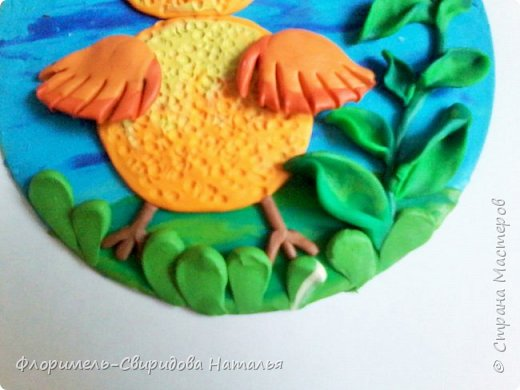 Флоримель-Свиридова Наталья
© Страна Мастеров